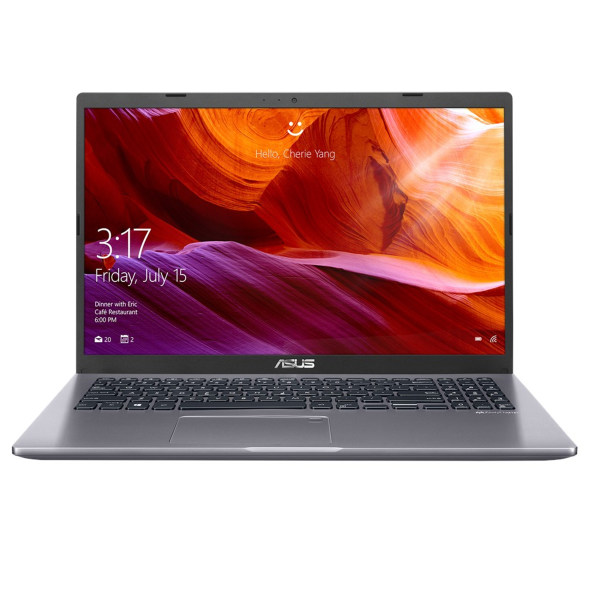 Hello, Cherie Yang
3:17
Friday, July 15
Dinner with Eric
Café Restaurant
6:00 PM
20
2
ASUS